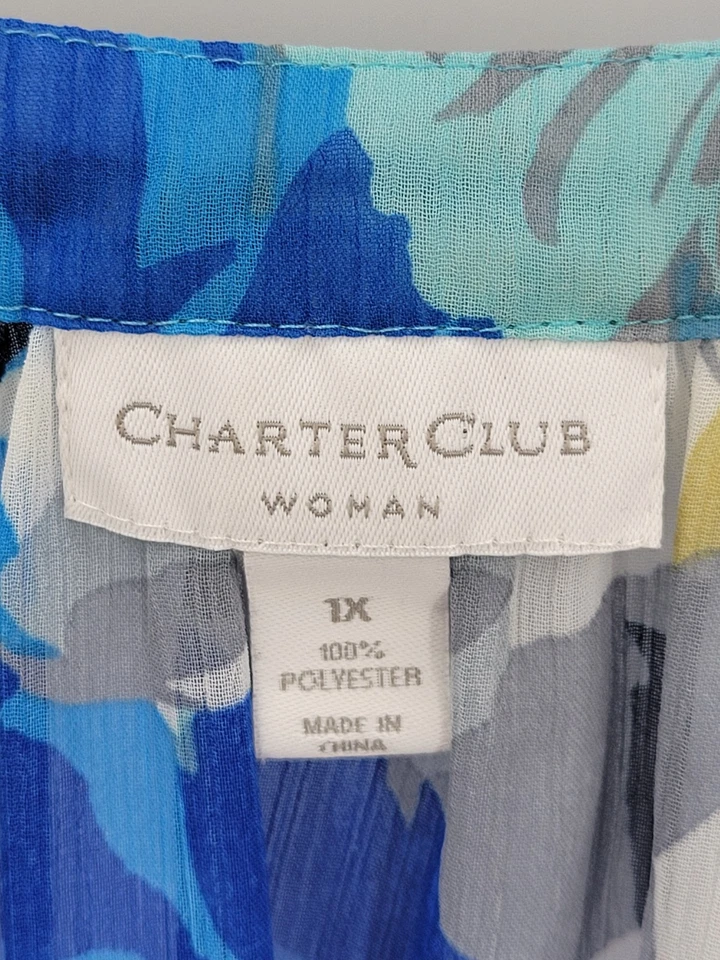 CHARTER CLUB
WOMAN
1X
100%
POLYESTER
MADE IN
CHINA